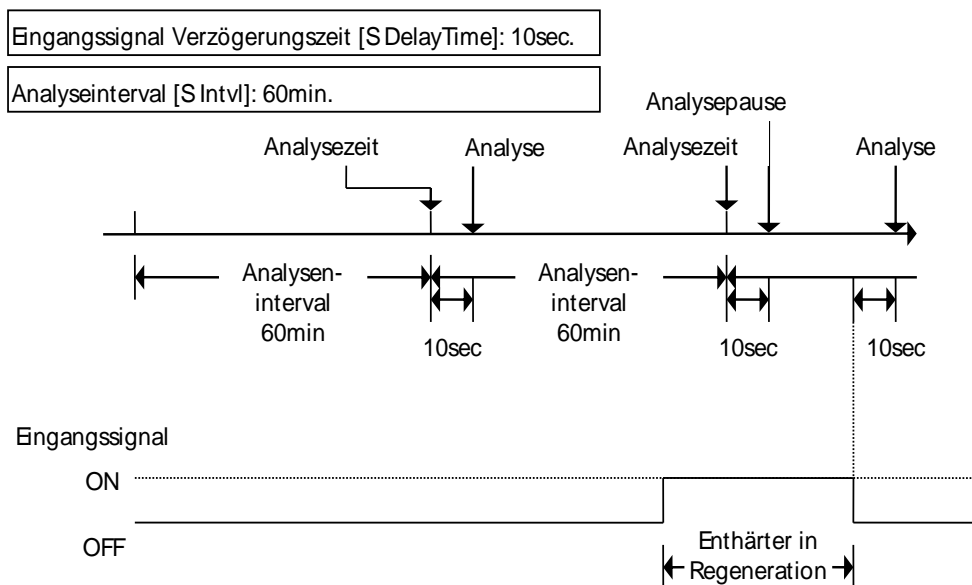 Eingangssignal Verzögerungszeit [S DelayTime]: 10sec.
Analyseinterval [S Intvl]: 60min.
Analysepause
Analysezeit
Analyse
Analysezeit
Analyse
Analysen-
interval
60min
10sec
Analysen-
interval
60min
10sec
10sec
Eingangssignal
ON
OFF
Enthärter in
Regeneration